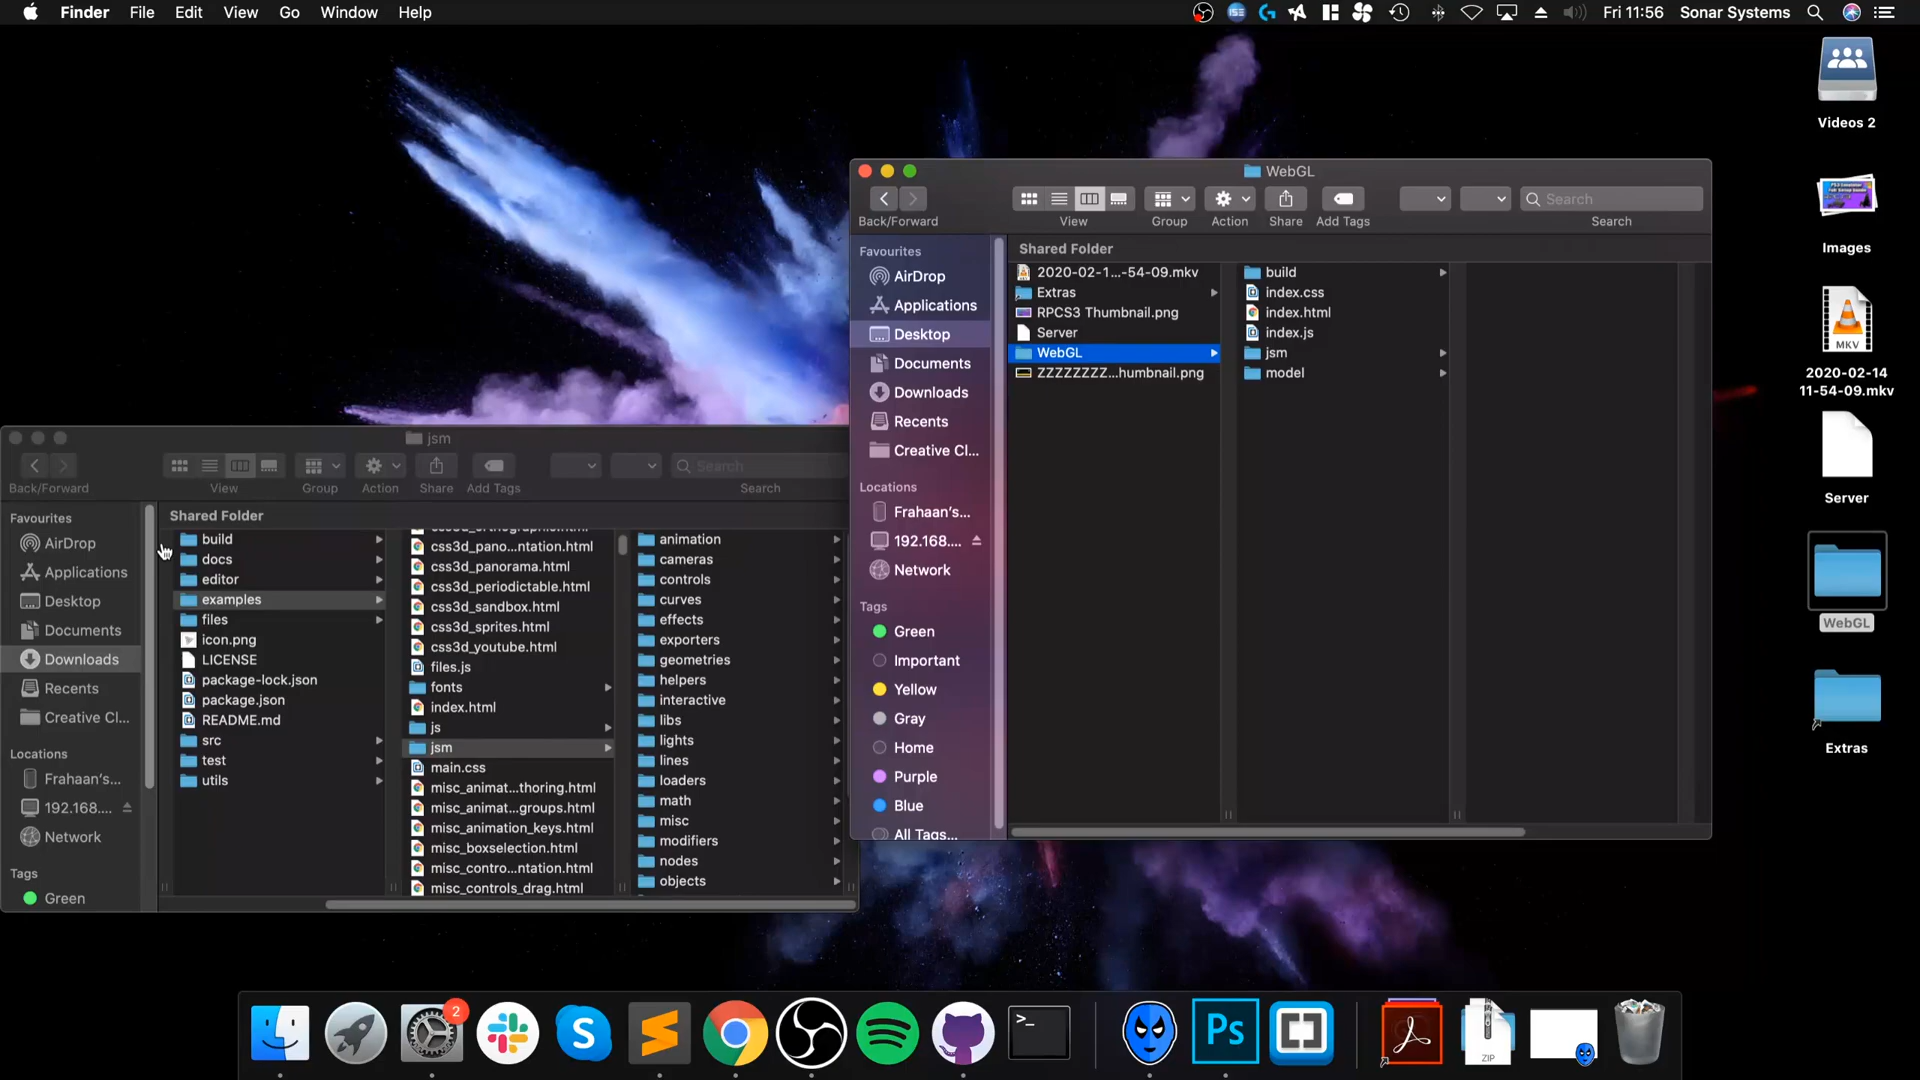 Finder File Edit View Go Window Help
Fri 11:56 Sonar Systems
Videos 2
Images
MKV
2020-02-14
11-54-09.mkv
Server
WebGL
Extras
WebGL
Back/Forward View Group Action Share Add Tags Search
Search
Favourites
AirDrop
Applications
Desktop
Documents
Downloads
Recents
Creative Cl...
Locations
Frahaan's...
192.168....
Network
Tags
Green
Important
Yellow
Gray
Home
Purple
Blue
All Tags...
Shared Folder
2020-02-1...-54-09.mkv
Extras
RPCS3 Thumbnail.png
Server
WebGL
ZZZZZZZZ...humbnail.png
build
index.css
index.html
index.js
jsm
model
jsm
Search
Back/Forward View Group Action Share Add Tags Search
Favourites
AirDrop
Applications
Desktop
Documents
Downloads
Recents
Creative Cl...
Locations
Frahaan's...
192.168....
Network
Tags
Green
Shared Folder
build
docs
editor
examples
files
icon.png
LICENSE
package-lock.json
package.json
README.md
src
test
utils
css3d_pano...ntation.html
css3d_panorama.html
css3d_periodictable.html
css3d_sandbox.html
css3d_sprites.html
css3d_youtube.html
files.js
fonts
index.html
js
jsm
main.css
misc_animat...thoring.html
misc_animat...groups.html
misc_animation_keys.html
misc_boxselection.html
misc_contro...ntation.html
misc_controls_drag.html
animation
cameras
controls
curves
effects
exporters
geometries
helpers
interactive
libs
lights
lines
loaders
math
misc
modifiers
nodes
objects
2
S
>_
Ps
ZIP